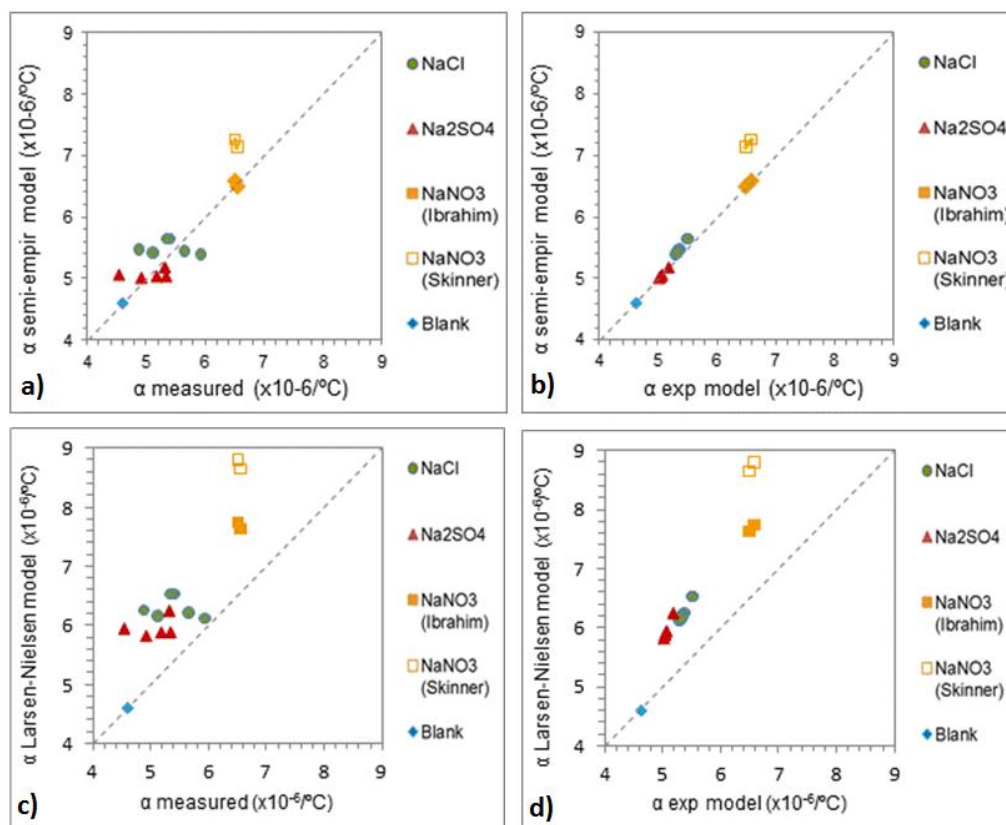 α semi-empir model (x10-6/ºC)
9
8
7
6
5
4
4 5 6 7 8 9
α measured (x10-6/ºC)
NaCl
Na2SO4
NaNO3
(Ibrahim)
NaNO3
(Skinner)
Blank
a)
α semi-empir model (x10-6/ºC)
9
8
7
6
5
4
4 5 6 7 8 9
α exp model (x10-6/ºC)
NaCl
Na2SO4
NaNO3
(Ibrahim)
NaNO3
(Skinner)
Blank
b)
α Larsen-Nielsen model (x10⁻⁶/ºC)
9
8
7
6
5
4
4 5 6 7 8 9
α measured (x10⁻⁶/ºC)
NaCl
Na2SO4
NaNO3
(Ibrahim)
NaNO3
(Skinner)
Blank
c)
α Larsen-Nielsen model (x10⁻⁶/ºC)
9
8
7
6
5
4
4 5 6 7 8 9
α exp model (x10⁻⁶/ºC)
NaCl
Na2SO4
NaNO3
(Ibrahim)
NaNO3
(Skinner)
Blank
d)